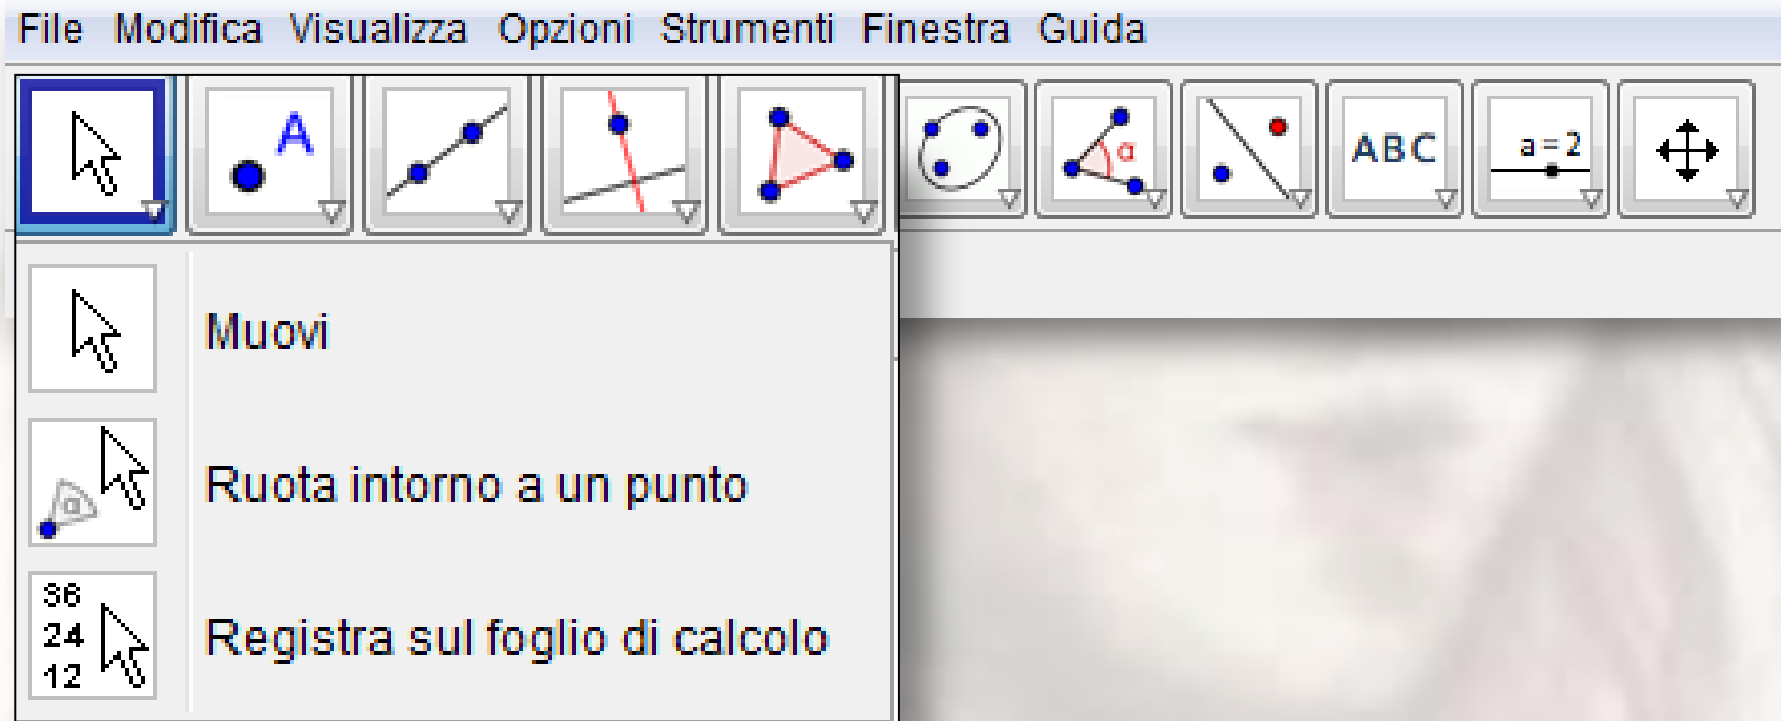 File Modifica Visualizza Opzioni Strumenti Finestra Guida
A α ABC a=2
Muovi
α
Ruota intorno a un punto
36
24
12
Registra sul foglio di calcolo